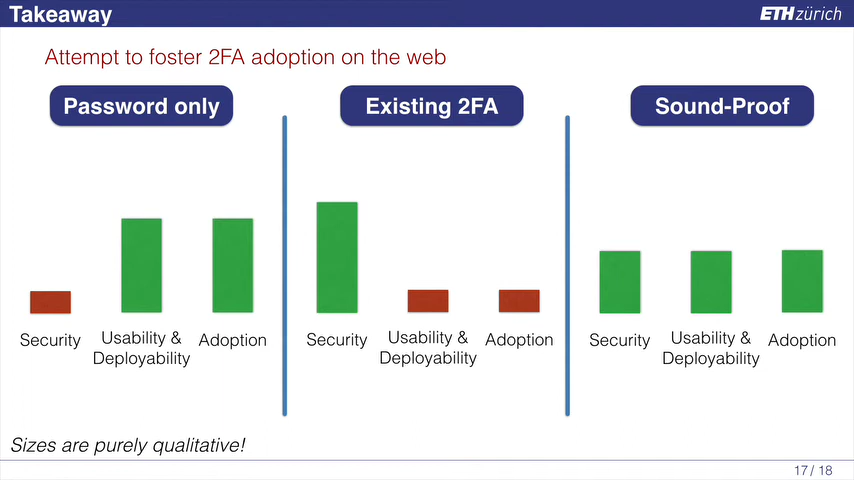 Takeaway
ETH zürich
Attempt to foster 2FA adoption on the web
Password only
Existing 2FA
Sound-Proof
Security
Usability &
Deployability
Adoption
Security
Usability &
Deployability
Adoption
Security
Usability &
Deployability
Adoption
Sizes are purely qualitative!
17 / 18